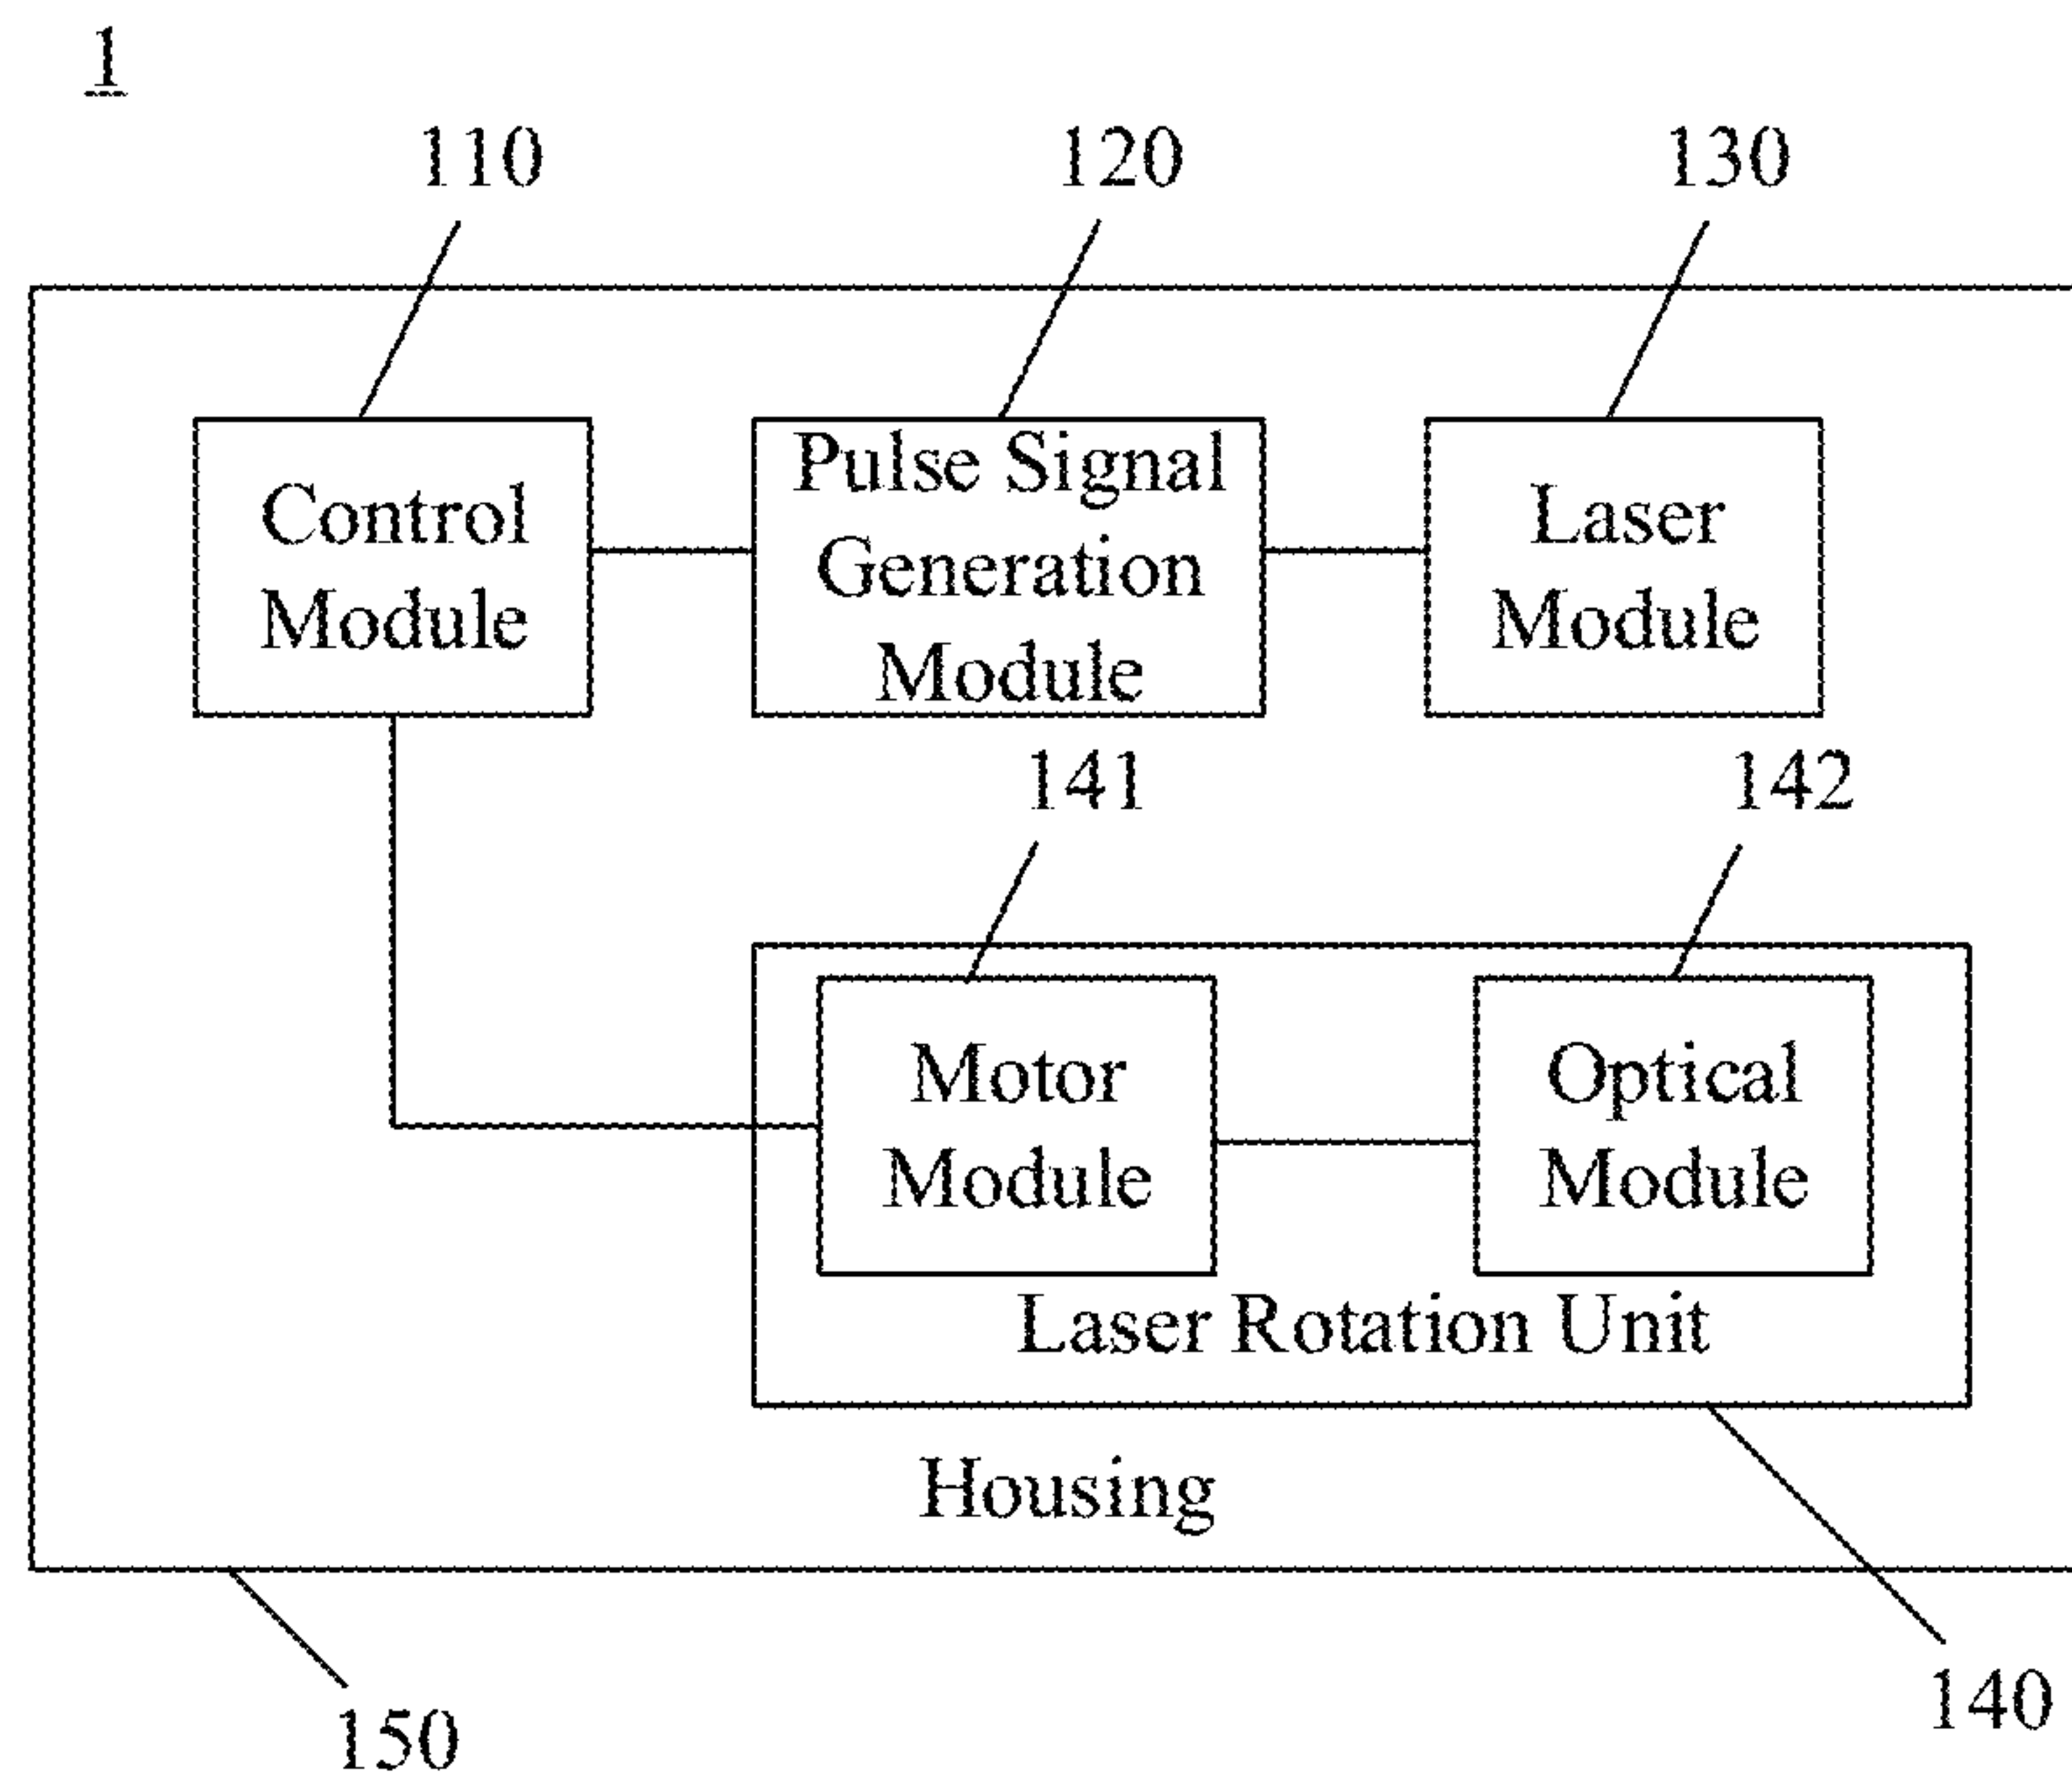 1
110
120
130
Control
Module
Pulse Signal
Generation
Module
Laser
Module
141
142
Motor
Module
Optical
Module
Laser Rotation Unit
Housing
140
150